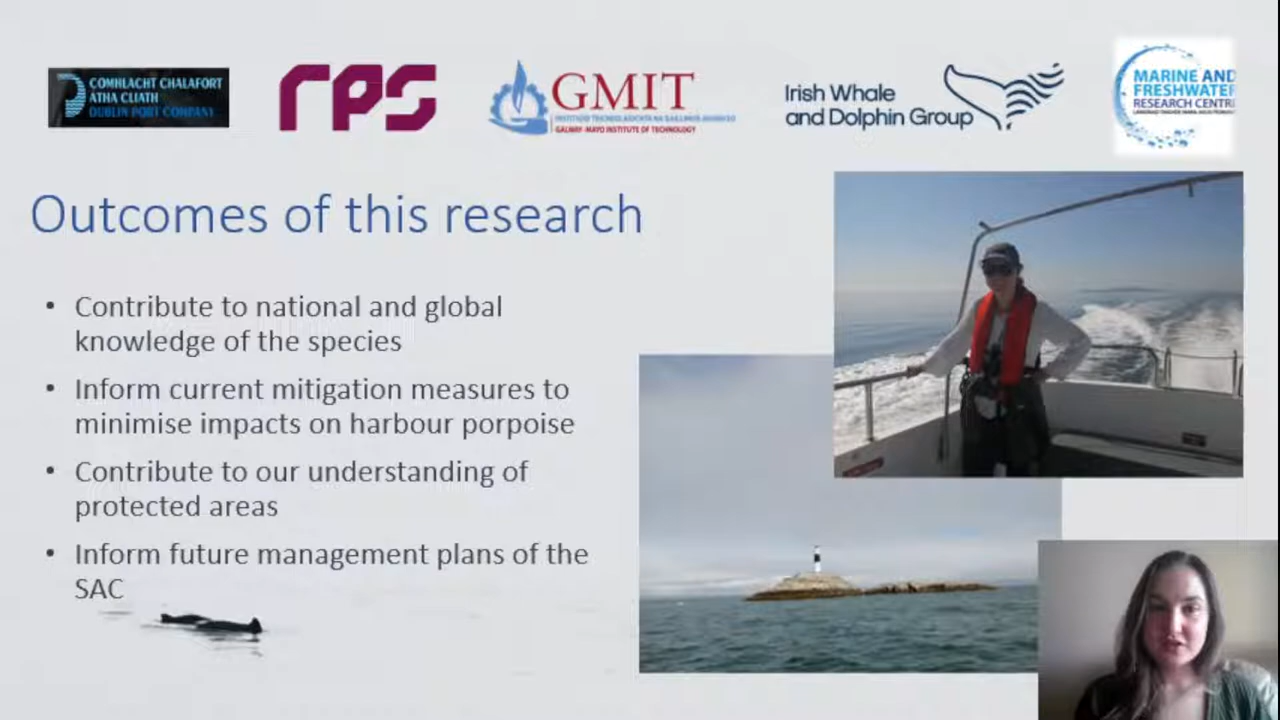 COMHLACHT CHALAFORT
ATHA CLIATH
DUBLIN PORT COMPANY
rps
GMIT
GALWAY-MAYO INSTITUTE OF TECHNOLOGY
Irish Whale
and Dolphin Group
MARINE AND
FRESHWATER
RESEARCH CENTRE
Outcomes of this research
• Contribute to national and global
knowledge of the species
• Inform current mitigation measures to
minimise impacts on harbour porpoise
• Contribute to our understanding of
protected areas
• Inform future management plans of the
SAC